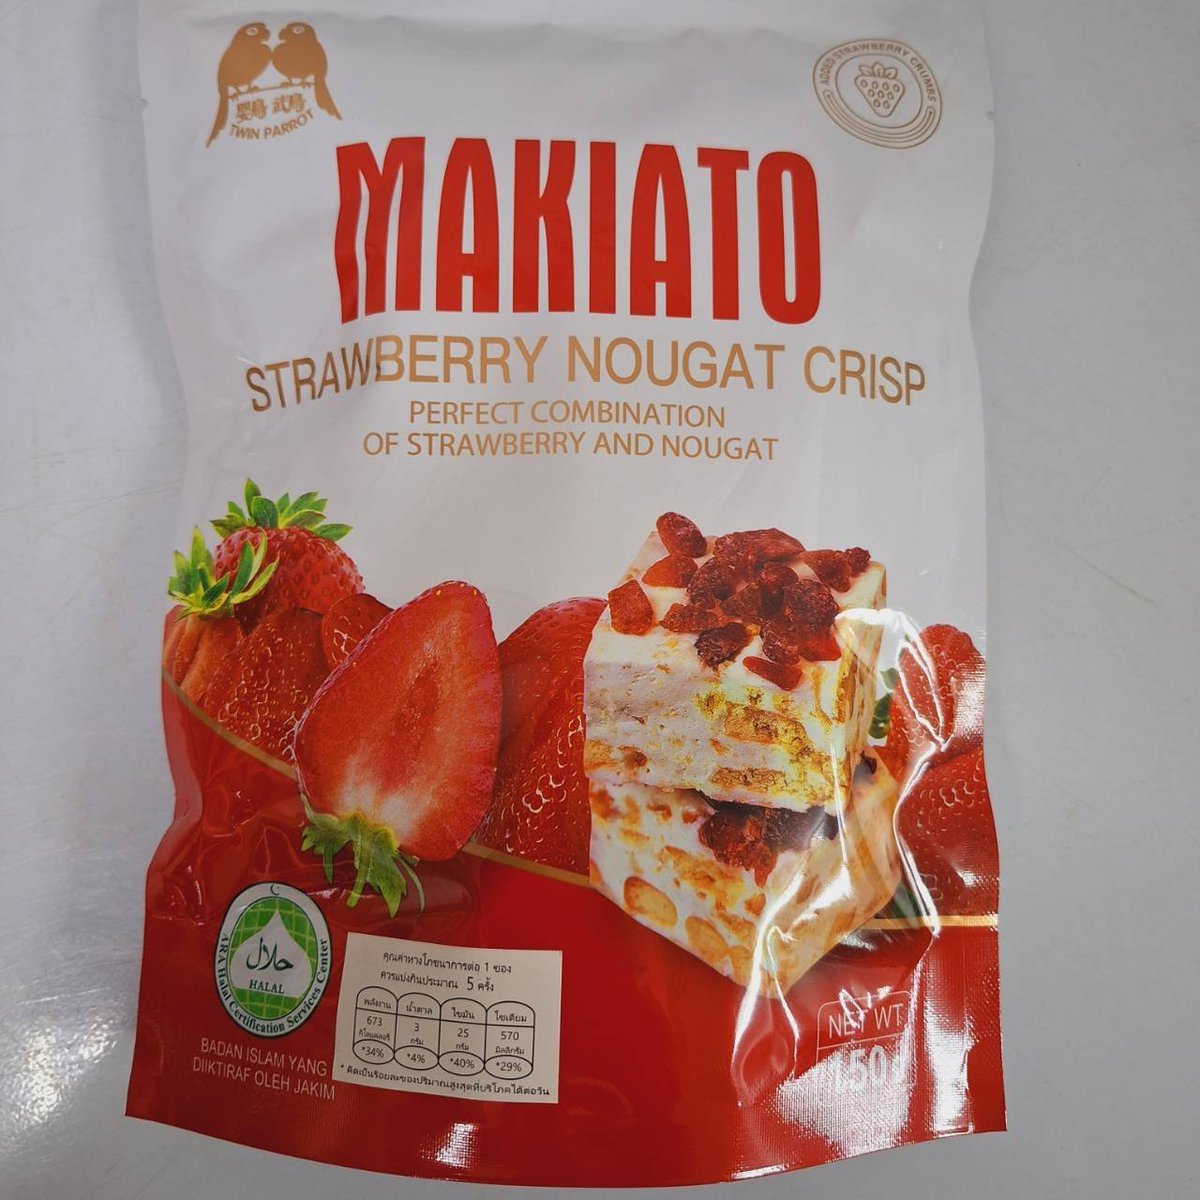 嬰鳥 武鳥
TWIN PARROT
ADDED STRAWBERRY CRUMBS
MAKIATO
STRAWBERRY NOUGAT CRISP
PERFECT COMBINATION
OF STRAWBERRY AND NOUGAT
حلال
HALAL
ARA Halal Certification Services Center
BADAN ISLAM YANG
DIIKTIRAF OLEH JAKIM
คุณค่าทางโภชนาการต่อ 1 ซอง
ควรแบ่งกินประมาณ 5 ครั้ง
พลังงาน น้ำตาล ไขมัน โซเดียม
673 3 25 570
กิโลแคลอรี กรัม กรัม มิลลิกรัม
*34% *4% *40% *29%
* คิดเป็นร้อยละของปริมาณสูงสุดที่บริโภคได้ต่อวัน
NET WT
150g